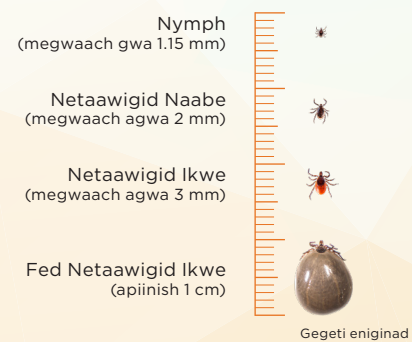 Nymph
(megwaach gwa 1.15 mm)
Netaawigid Naabe
(megwaach agwa 2 mm)
Netaawigid Ikwe
(megwaach agwa 3 mm)
Fed Netaawigid Ikwe
(apiinish 1 cm)
Gegeti eniginad